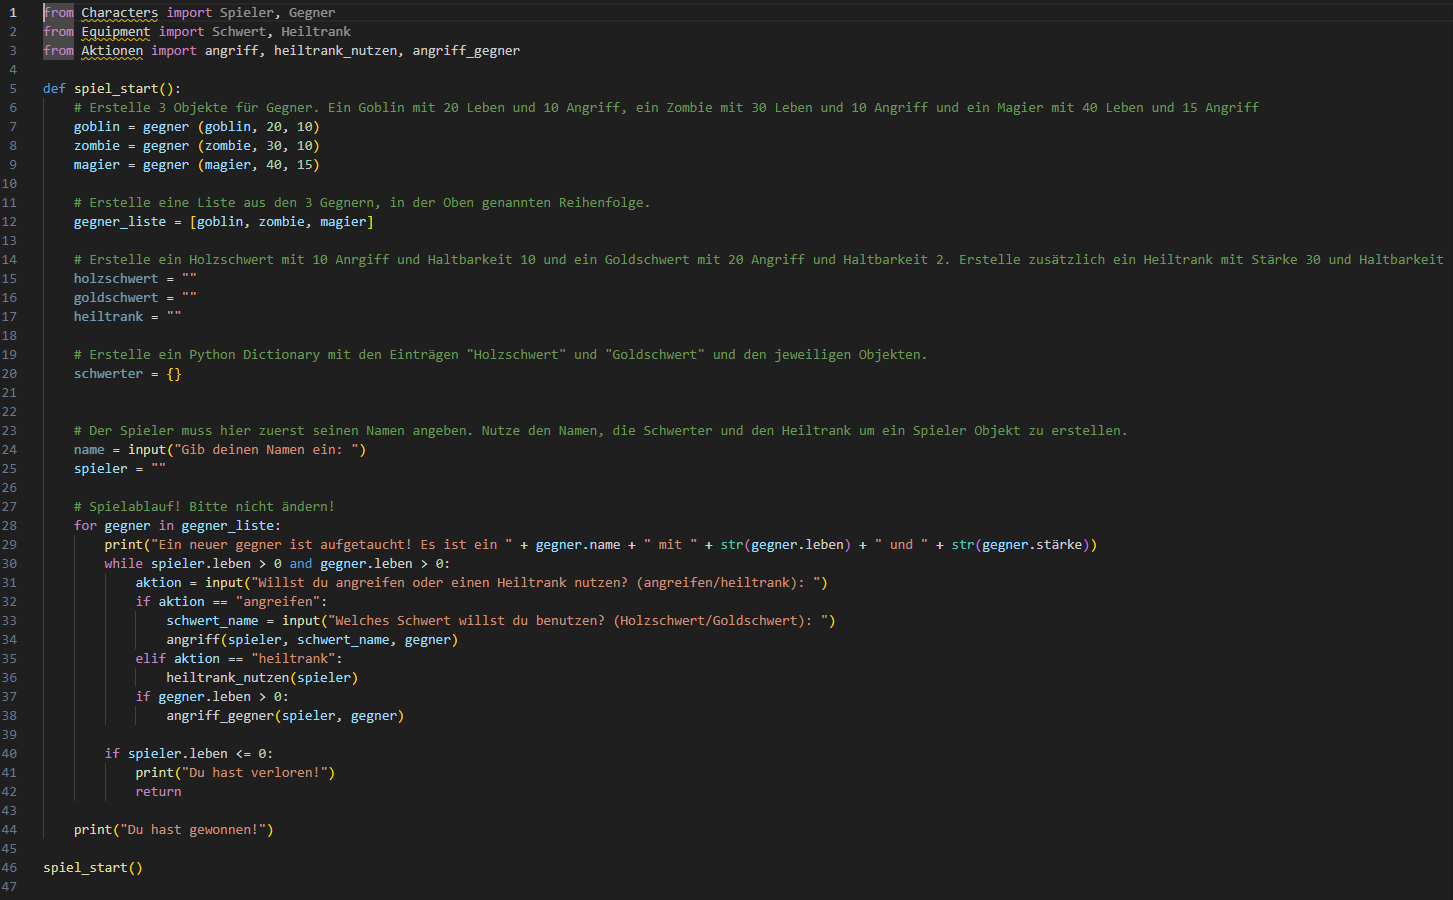 1 from Characters import Spieler, Gegner
2 from Equipment import Schwert, Heiltrank
3 from Aktionen import angriff, heiltrank_nutzen, angriff_gegner
4
5 def spiel_start():
6     # Erstelle 3 Objekte für Gegner. Ein Goblin mit 20 Leben und 10 Angriff, ein Zombie mit 30 Leben und 10 Angriff und ein Magier mit 40 Leben und 15 Angriff
7     goblin = gegner (goblin, 20, 10)
8     zombie = gegner (zombie, 30, 10)
9     magier = gegner (magier, 40, 15)
10
11     # Erstelle eine Liste aus den 3 Gegnern, in der Oben genannten Reihenfolge.
12     gegner_liste = [goblin, zombie, magier]
13
14     # Erstelle ein Holzschwert mit 10 Anrgiff und Haltbarkeit 10 und ein Goldschwert mit 20 Angriff und Haltbarkeit 2. Erstelle zusätzlich ein Heiltrank mit Stärke 30 und Haltbarkeit
15     holzschwert = ""
16     goldschwert = ""
17     heiltrank = ""
18
19     # Erstelle ein Python Dictionary mit den Einträgen "Holzschwert" und "Goldschwert" und den jeweiligen Objekten.
20     schwerter = {}
21
22
23     # Der Spieler muss hier zuerst seinen Namen angeben. Nutze den Namen, die Schwerter und den Heiltrank um ein Spieler Objekt zu erstellen.
24     name = input("Gib deinen Namen ein: ")
25     spieler = ""
26
27     # Spielablauf! Bitte nicht ändern!
28     for gegner in gegner_liste:
29         print("Ein neuer gegner ist aufgetaucht! Es ist ein " + gegner.name + " mit " + str(gegner.leben) + " und " + str(gegner.stärke))
30         while spieler.leben > 0 and gegner.leben > 0:
31             aktion = input("Willst du angreifen oder einen Heiltrank nutzen? (angreifen/heiltrank): ")
32             if aktion == "angreifen":
33                 schwert_name = input("Welches Schwert willst du benutzen? (Holzschwert/Goldschwert): ")
34                 angriff(spieler, schwert_name, gegner)
35             elif aktion == "heiltrank":
36                 heiltrank_nutzen(spieler)
37             if gegner.leben > 0:
38                 angriff_gegner(spieler, gegner)
39
40         if spieler.leben <= 0:
41             print("Du hast verloren!")
42             return
43
44     print("Du hast gewonnen!")
45
46 spiel_start()
47